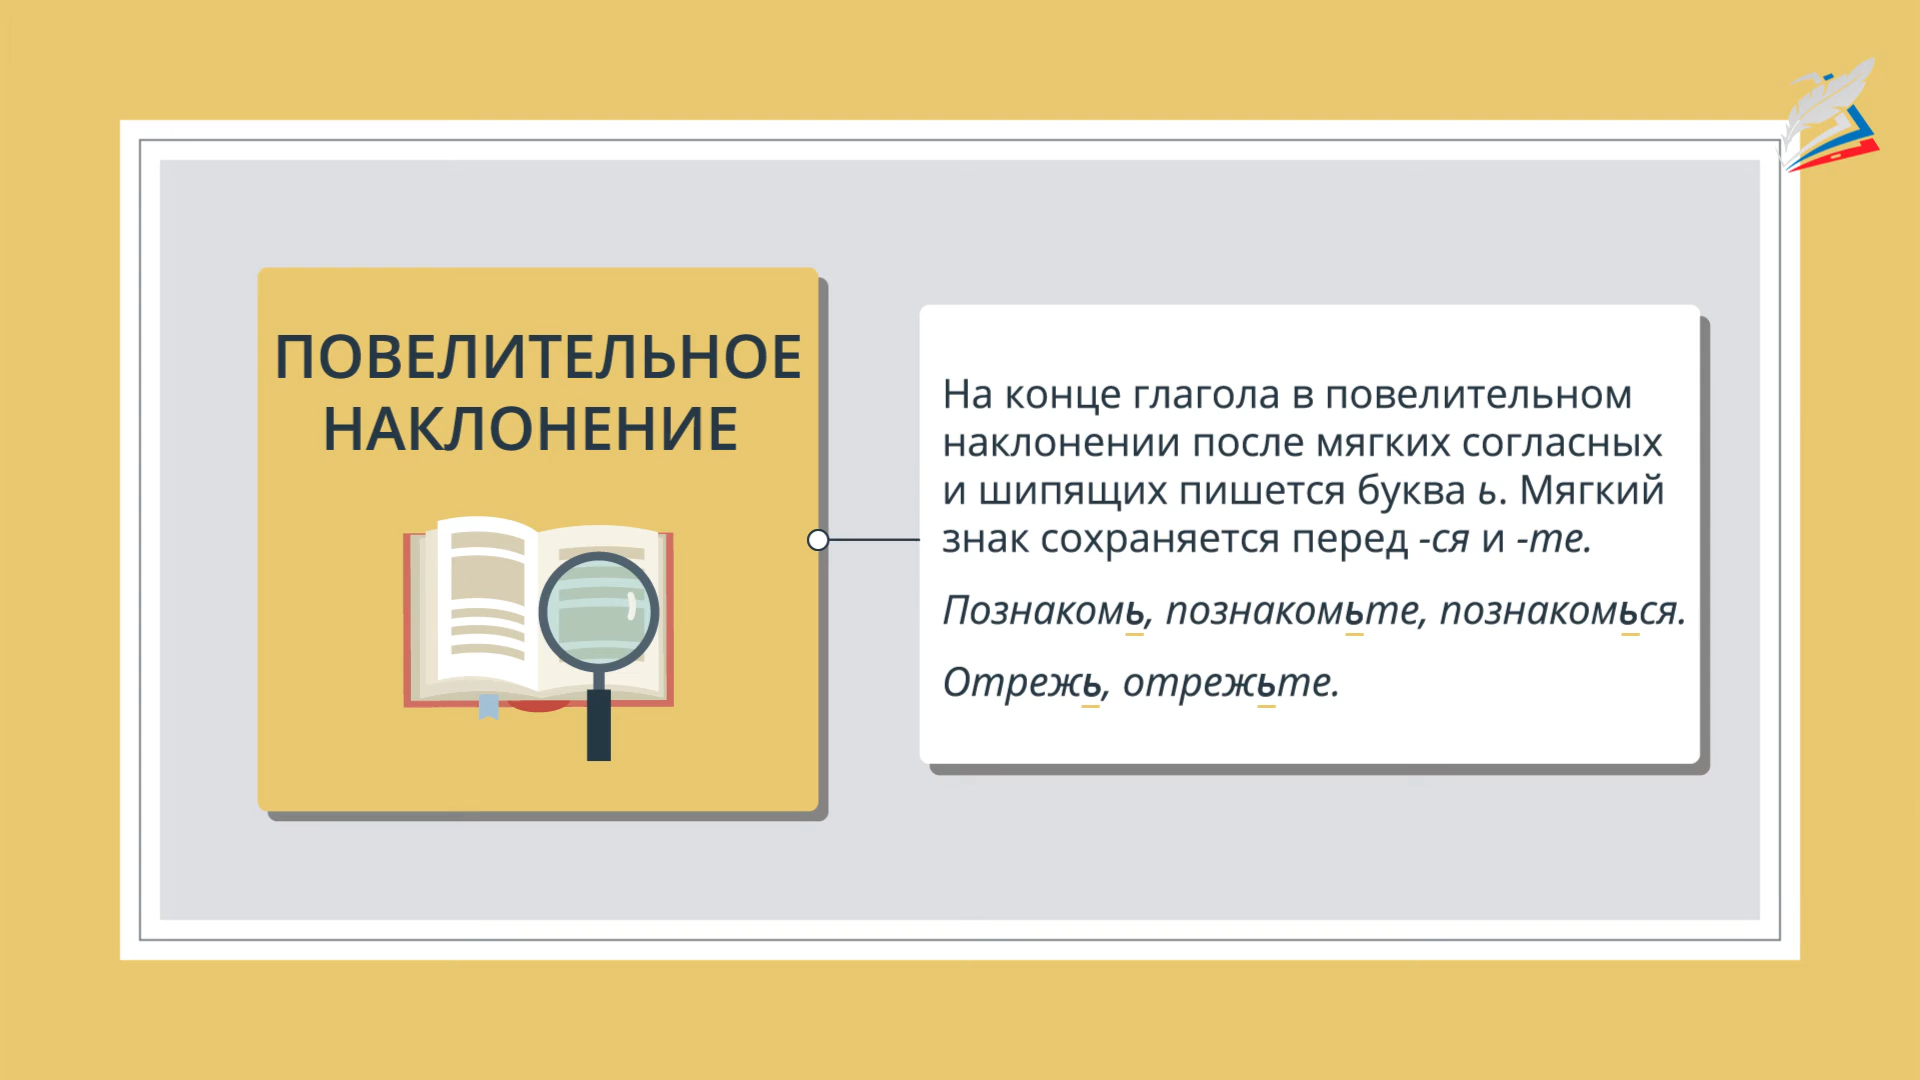 ПОВЕЛИТЕЛЬНОЕ
НАКЛОНЕНИЕ
На конце глагола в повелительном
наклонении после мягких согласных
и шипящих пишется буква ь. Мягкий
знак сохраняется перед -ся и -те.
Познакомь, познакомьте, познакомься.
Отрежь, отрежьте.